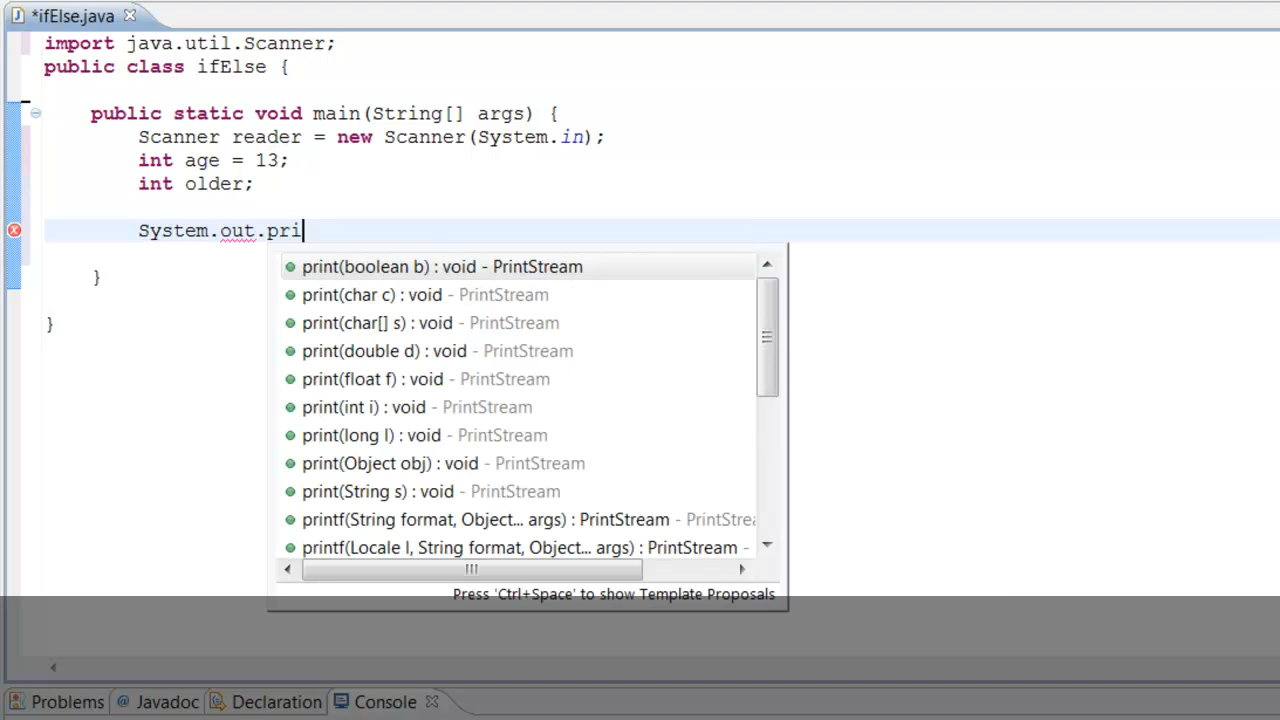 *ifElse.java
import java.util.Scanner;
public class ifElse {
public static void main(String[] args) {
Scanner reader = new Scanner(System.in);
int age = 13;
int older;
System.out.pri
print(boolean b) : void - PrintStream
print(char c) : void - PrintStream
print(char[] s) : void - PrintStream
print(double d) : void - PrintStream
print(float f) : void - PrintStream
print(int i) : void - PrintStream
print(long l) : void - PrintStream
print(Object obj) : void - PrintStream
print(String s) : void - PrintStream
printf(String format, Object... args) : PrintStream - PrintStrea
printf(Locale l, String format, Object... args) : PrintStream -
Press 'Ctrl+Space' to show Template Proposals
}
}
Problems @ Javadoc Declaration Console